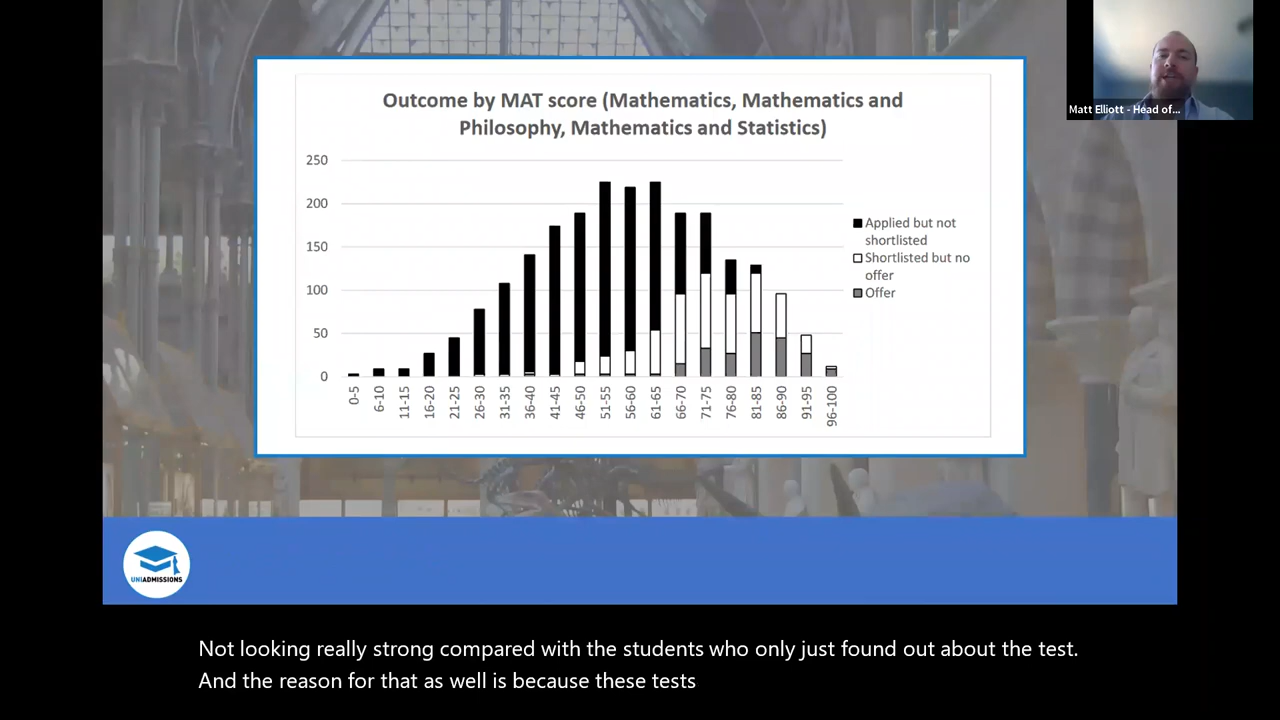 Matt Elliott - Head of...
Outcome by MAT score (Mathematics, Mathematics and
Philosophy, Mathematics and Statistics)
250
200
150
100
50
0
Applied but not
shortlisted
Shortlisted but no
offer
Offer
0-5
6-10
11-15
16-20
21-25
26-30
31-35
36-40
41-45
46-50
51-55
56-60
61-65
66-70
71-75
76-80
81-85
86-90
91-95
96-100
UNIADMISSIONS
Not looking really strong compared with the students who only just found out about the test.
And the reason for that as well is because these tests